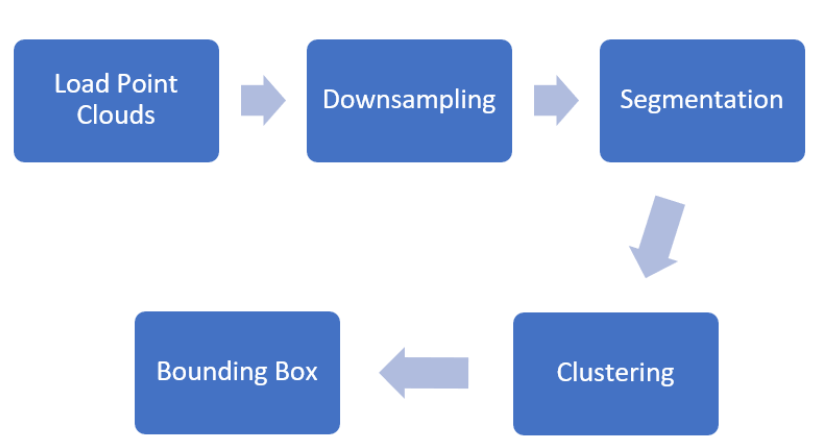 Load Point
Clouds
Downsampling
Segmentation
Clustering
Bounding Box